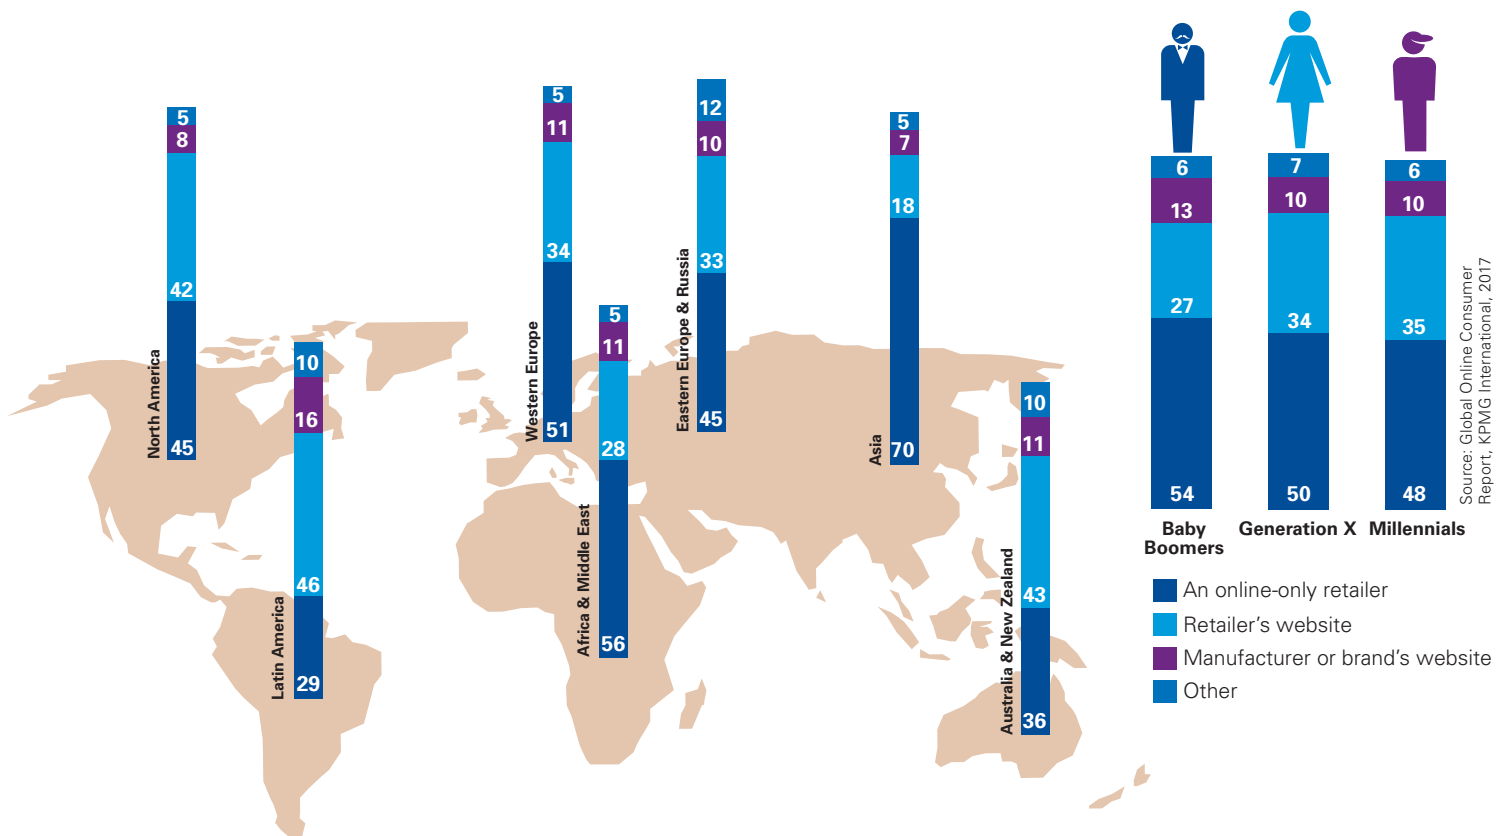 5
8
42
45
North America
10
16
46
29
Latin America
5
11
34
51
Western Europe
5
11
28
56
Africa & Middle East
12
10
33
45
Eastern Europe & Russia
5
7
18
70
Asia
10
11
43
36
Australia & New Zealand
6
13
27
54
Baby
Boomers
7
10
34
50
Generation X
6
10
35
48
Millennials
An online-only retailer
Retailer's website
Manufacturer or brand's website
Other
Source: Global Online Consumer
Report, KPMG International, 2017